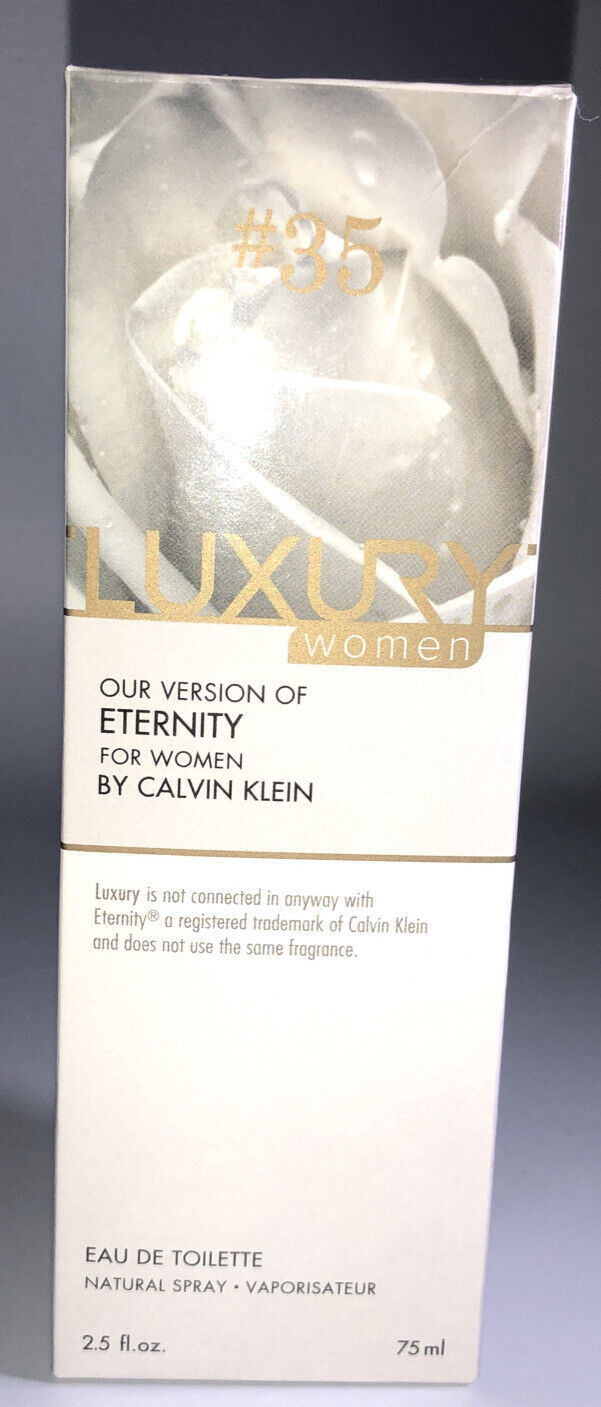 #35
LUXURY
women
OUR VERSION OF
ETERNITY
FOR WOMEN
BY CALVIN KLEIN
Luxury is not connected in anyway with
Eternity® a registered trademark of Calvin Klein
and does not use the same fragrance.
EAU DE TOILETTE
NATURAL SPRAY • VAPORISATEUR
2.5 fl.oz. 75 ml